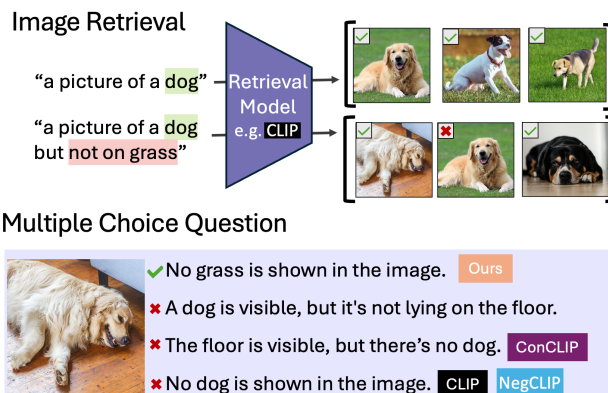 Image Retrieval
“a picture of a dog”
“a picture of a dog
but not on grass”
Retrieval
Model
e.g. CLIP
Multiple Choice Question
No grass is shown in the image. Ours
A dog is visible, but it's not lying on the floor.
The floor is visible, but there’s no dog. ConCLIP
No dog is shown in the image. CLIP NegCLIP